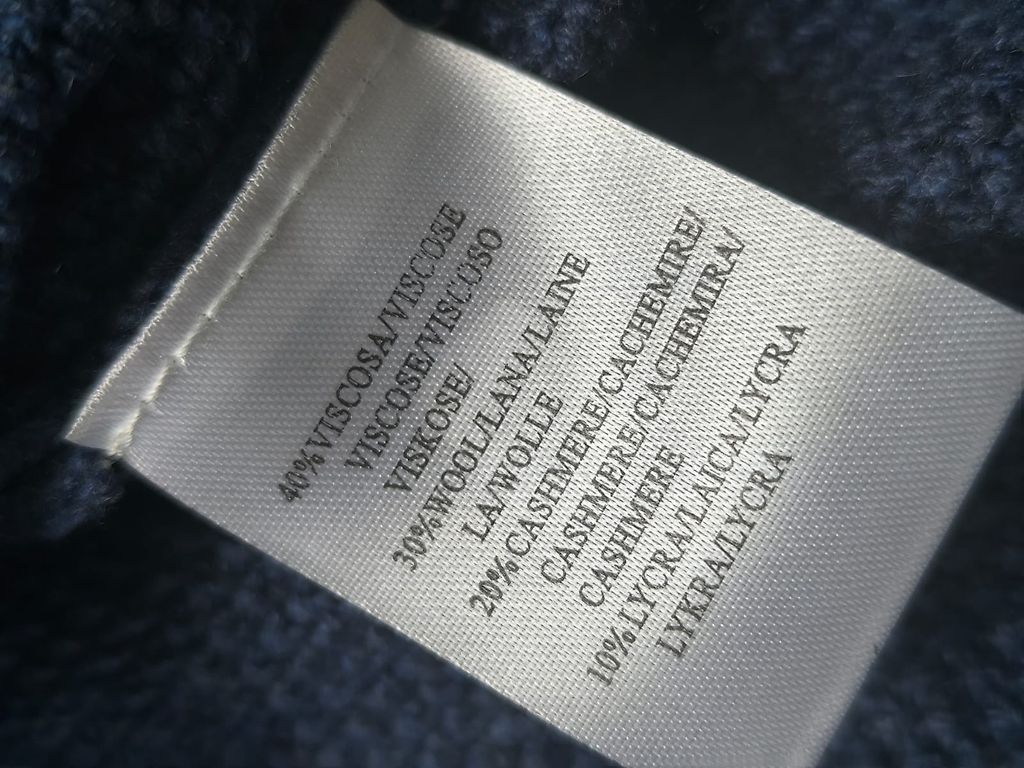 40%VISCOSA/VISCOSE
VISCOSE/VISCOSO
VISKOSE/
30%WOOL/LANA/LAINE
LA/WOLLE
20%CASHMERE/CACHEMIRE/
CASHMERE/CACHEMIRA/
CASHMERE
10%LYCRA/LAICA/LYCRA
LYKRA/LYCRA